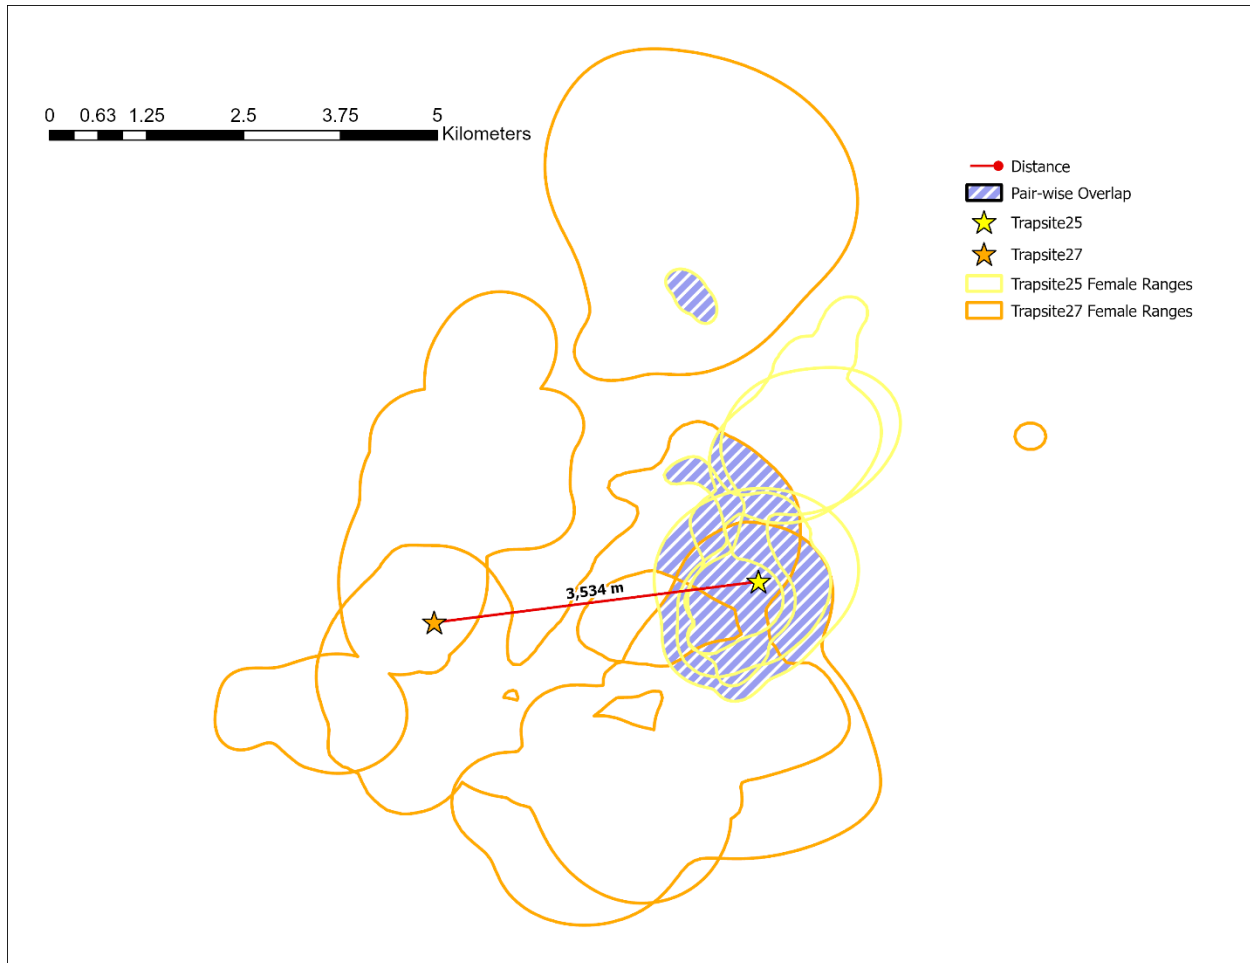 0 0.63 1.25 2.5 3.75 5
Kilometers
Distance
Pair-wise Overlap
Trapsite25
Trapsite27
Trapsite25 Female Ranges
Trapsite27 Female Ranges
3,534 m